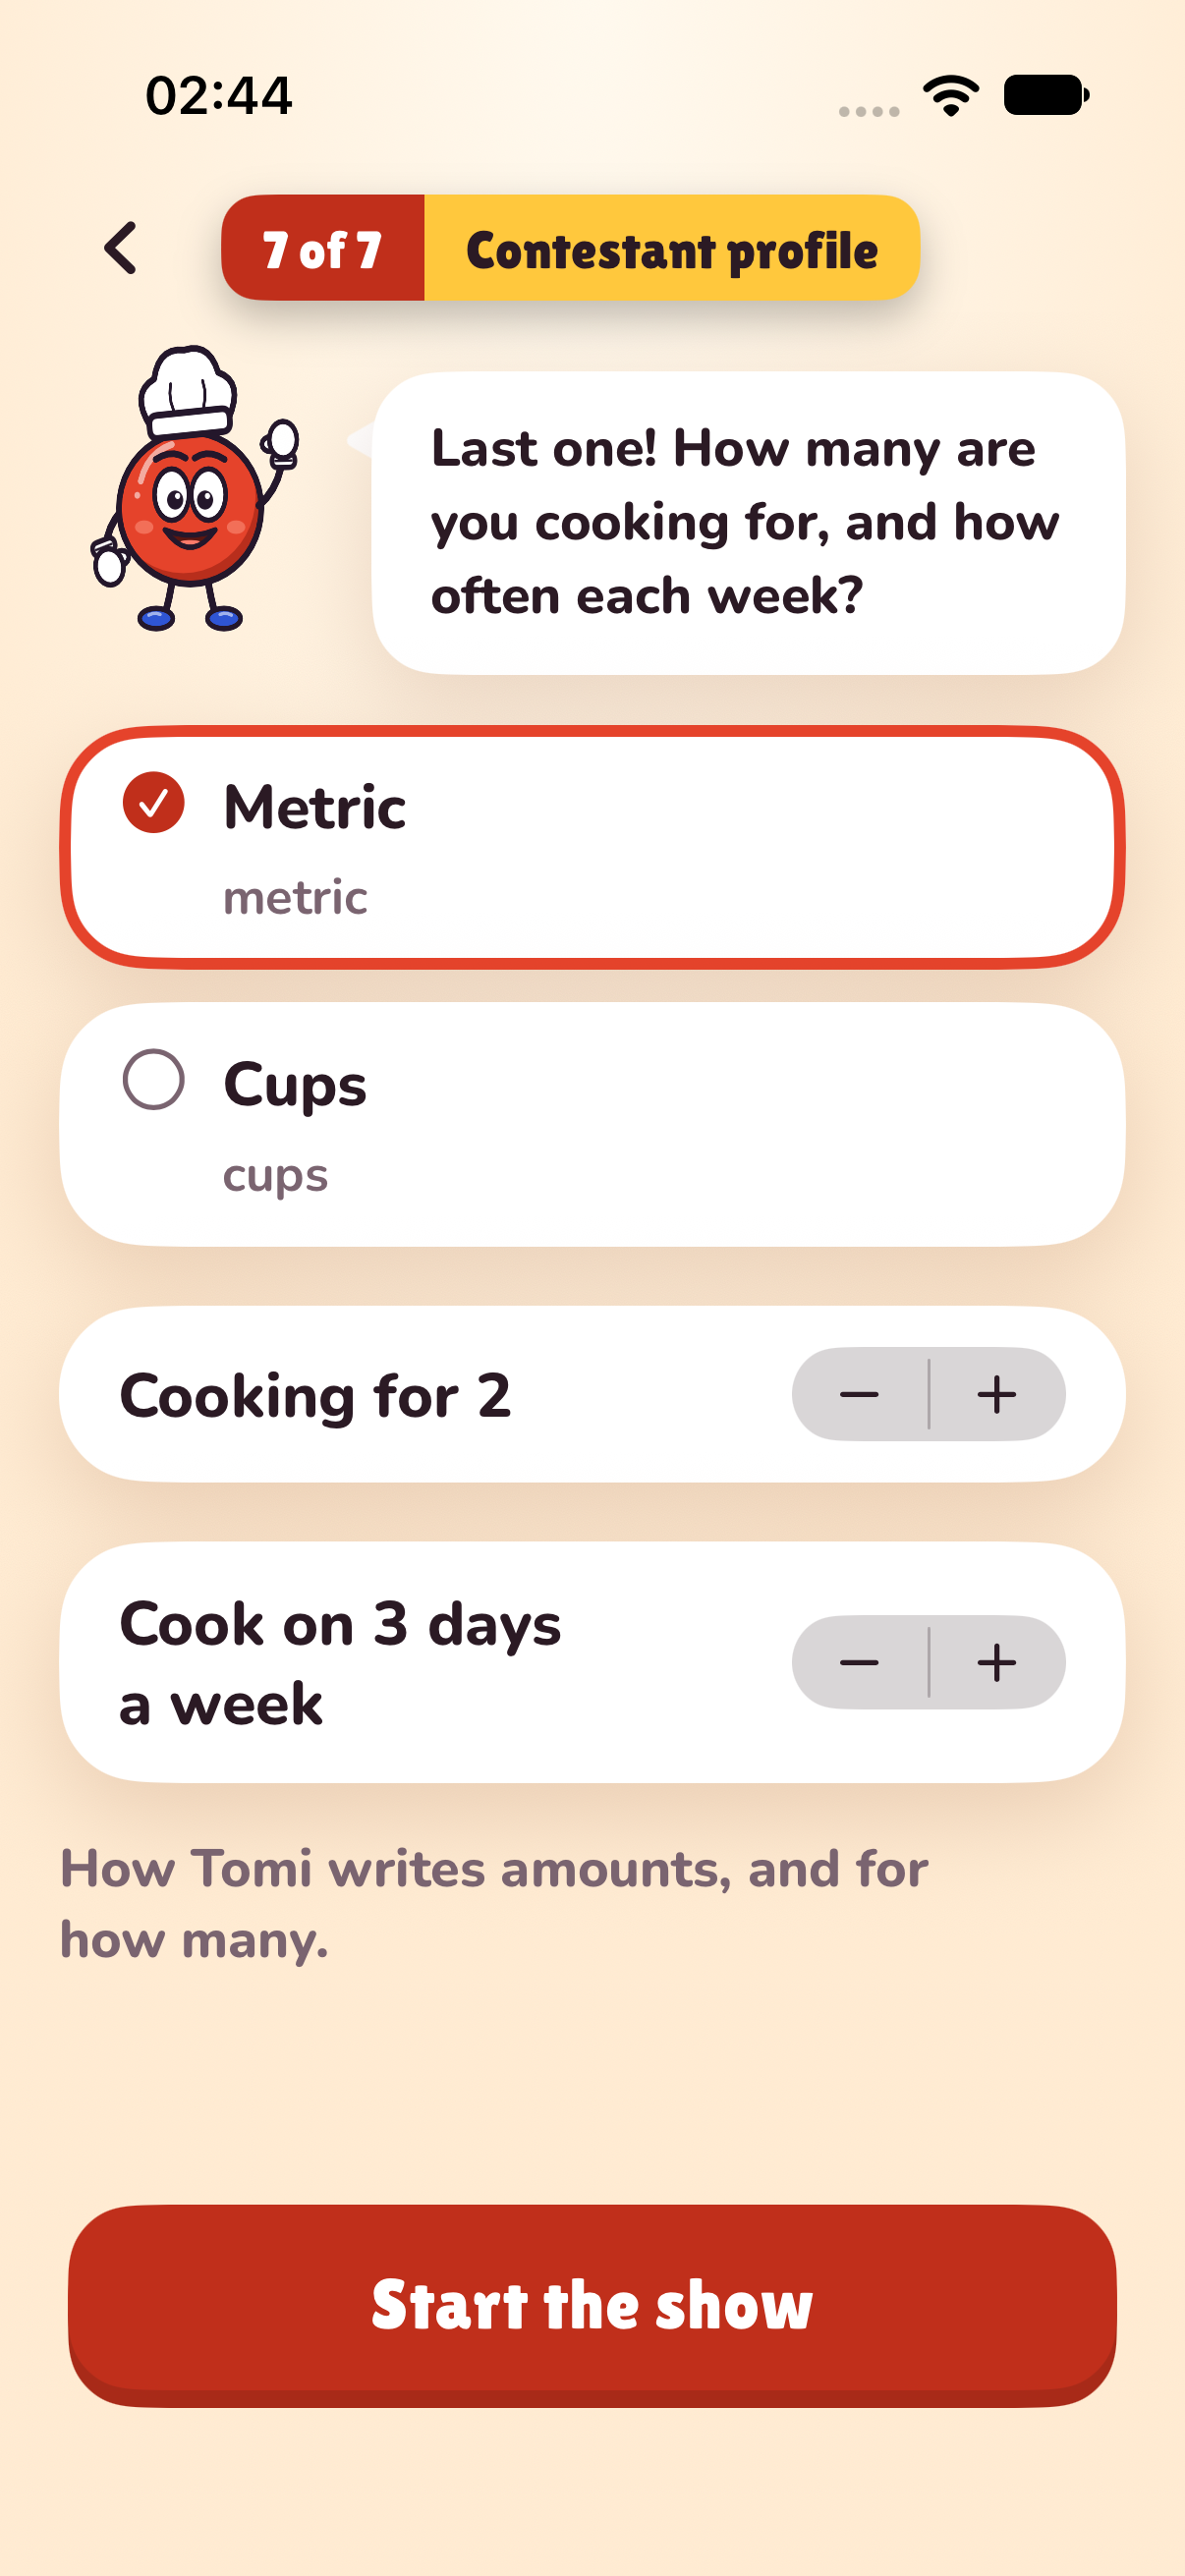 02:44
7 of 7 Contestant profile
Last one! How many are
you cooking for, and how
often each week?
Metric
metric
Cups
cups
Cooking for 2
Cook on 3 days
a week
How Tomi writes amounts, and for
how many.
Start the show